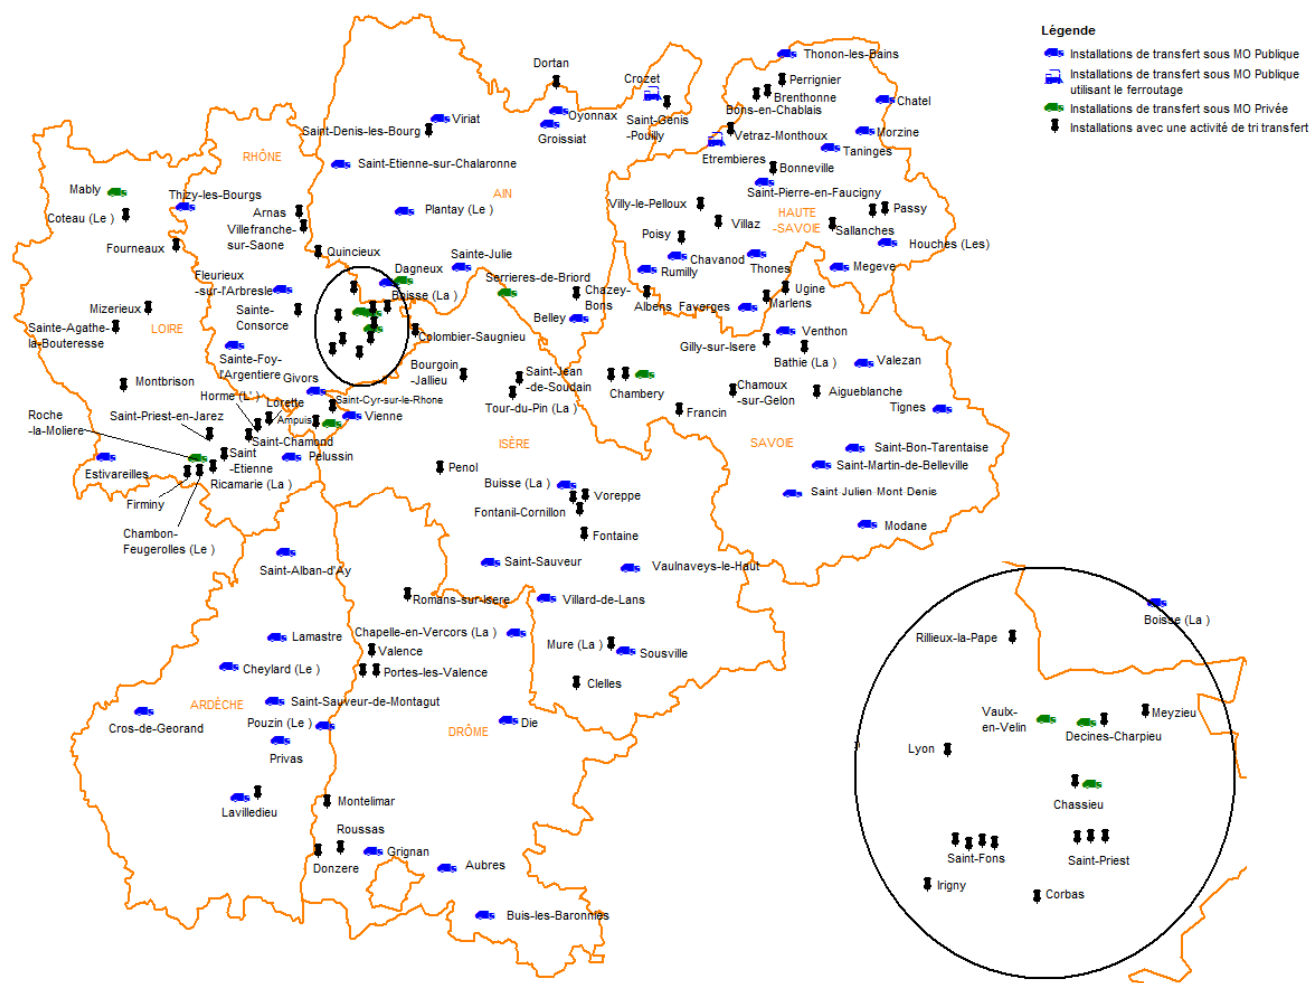 Légende
Installations de transfert sous MO Publique
Installations de transfert sous MO Publique
utilisant le ferroutage
Installations de transfert sous MO Privée
Installations avec une activité de tri transfert
Thonon-les-Bains
Dortan
Crozet
Perrignier
Brenthonne
Bons-en-Chablais
Chatel
Viriat
Oyonnax
Saint-Genis
-Pouilly
Saint-Denis-les-Bourg
Groissiat
Vetraz-Monthoux
Morzine
Taninges
RHÔNE
Saint-Etienne-sur-Chalaronne
Etrembieres
Bonneville
Mably
Thizy-les-Bourgs
AIN
Saint-Pierre-en-Faucigny
Coteau (Le )
Arnas
Plantay (Le )
Villy-le-Pelloux
HAUTE
-SAVOIE
Passy
Villefranche-
sur-Saone
Villaz
Sallanches
Fourneaux
Quincieux
Poisy
Houches (Les)
Sainte-Julie
Chavanod
Thones
Megeve
Fleurieux
-sur-l'Arbresle
Dagneux
Serrieres-de-Briord
Rumilly
Boisse (La )
Chazey-
Bons
Ugine
Marlens
Mizerieux
Sainte-
Consorce
Albens
Faverges
LOIRE
Belley
Sainte-Agathe-
la-Bouteresse
Colombier-Saugnieu
Venthon
Gilly-sur-Isere
Bathie (La )
Valezan
Sainte-Foy-
l'Argentiere
Bourgoin
-Jallieu
Saint-Jean
-de-Soudain
Montbrison
Givors
Chambery
Chamoux
-sur-Gelon
Aigueblanche
Horme (L' )
Lorette
Saint-Cyr-sur-le-Rhone
Tour-du-Pin (La )
Francin
Tignes
Roche
-la-Moliere
Saint-Priest-en-Jarez
Ampuis
Vienne
Saint-Chamond
ISÈRE
SAVOIE
Saint-Bon-Tarentaise
Saint
-Etienne
Pelussin
Estivareilles
Penol
Saint-Martin-de-Belleville
Ricamarie (La )
Buisse (La )
Firminy
Voreppe
Saint Julien Mont Denis
Fontanil-Cornillon
Chambon-
Feugerolles (Le )
Fontaine
Modane
Saint-Alban-d'Ay
Saint-Sauveur
Vaulnaveys-le-Haut
Romans-sur-Isere
Villard-de-Lans
Lamastre
Chapelle-en-Vercors (La )
Valence
Mure (La )
Sousville
Cheylard (Le )
Portes-les-Valence
Clelles
ARDÈCHE
Saint-Sauveur-de-Montagut
Cros-de-Georand
Pouzin (Le )
DRÔME
Die
Privas
Lavilledieu
Montelimar
Roussas
Donzere
Grignan
Aubres
Buis-les-Baronnies
Boisse (La )
Rillieux-la-Pape
Vaulx-
en-Velin
Meyzieu
Decines-Charpieu
Lyon
Chassieu
Saint-Fons
Saint-Priest
Irigny
Corbas